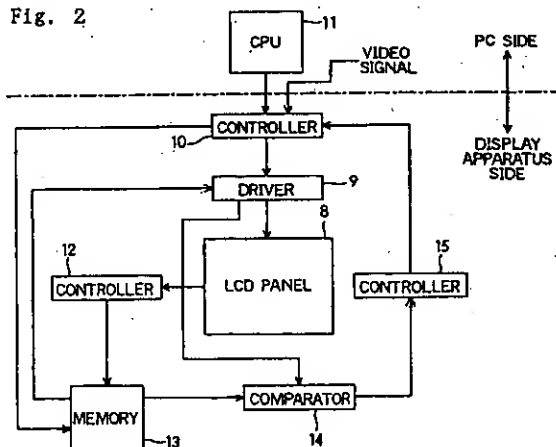 Fig. 2
11
CPU
PC SIDE
VIDEO
SIGNAL
CONTROLLER
10
DISPLAY
APPARATUS
SIDE
DRIVER
9
8
12
15
CONTROLLER
LCD PANEL
CONTROLLER
MEMORY
13
COMPARATOR
14